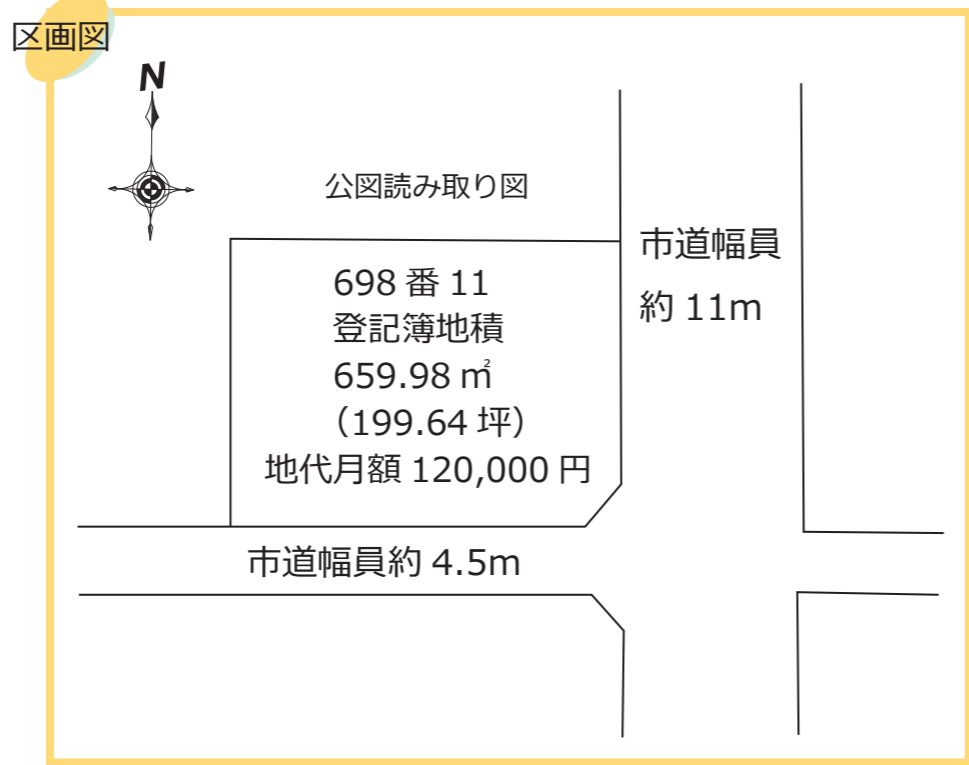 区画図
N
公図読み取り図
698 番 11
登記簿地積
659.98 ㎡
（199.64 坪）
地代月額 120,000 円
市道幅員
約 11m
市道幅員約 4.5m